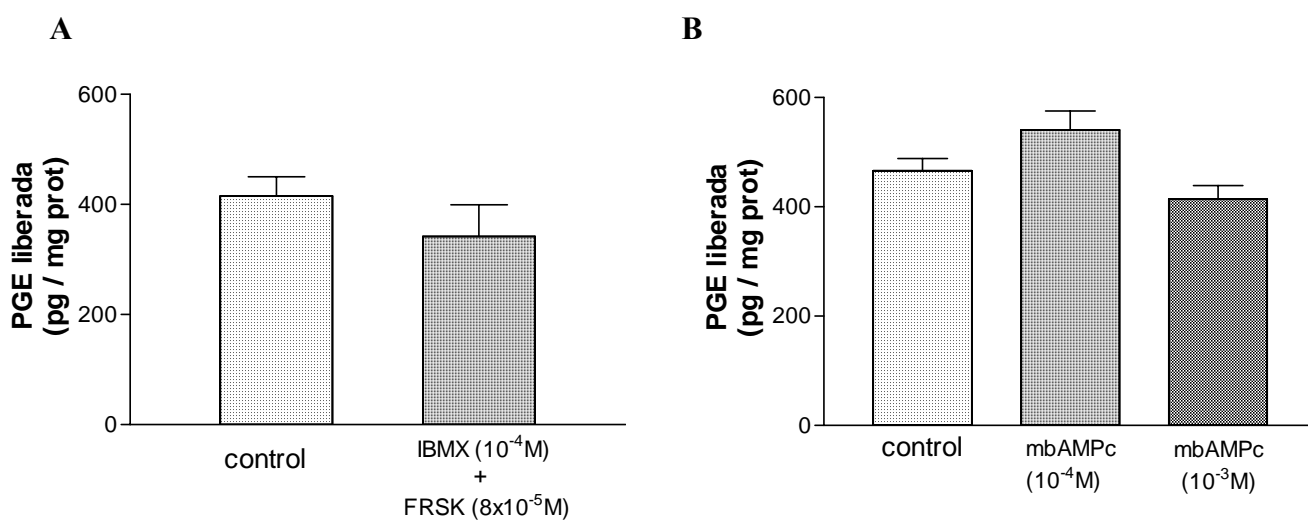 A
PGE liberada
(pg / mg prot)
600
400
200
0
control
IBMX (10⁻⁴M)
+
FRSK (8x10⁻⁵M)
B
PGE liberada
(pg / mg prot)
600
400
200
0
control
mbAMPc
(10⁻⁴M)
mbAMPc
(10⁻³M)